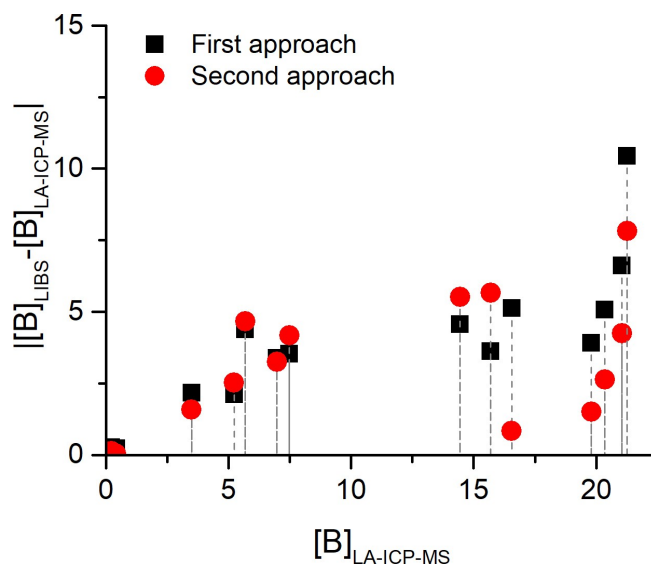 15
First approach
Second approach
10
5
0
|[B]LIBS-[B]LA-ICP-MS|
0 5 10 15 20
[B]LA-ICP-MS